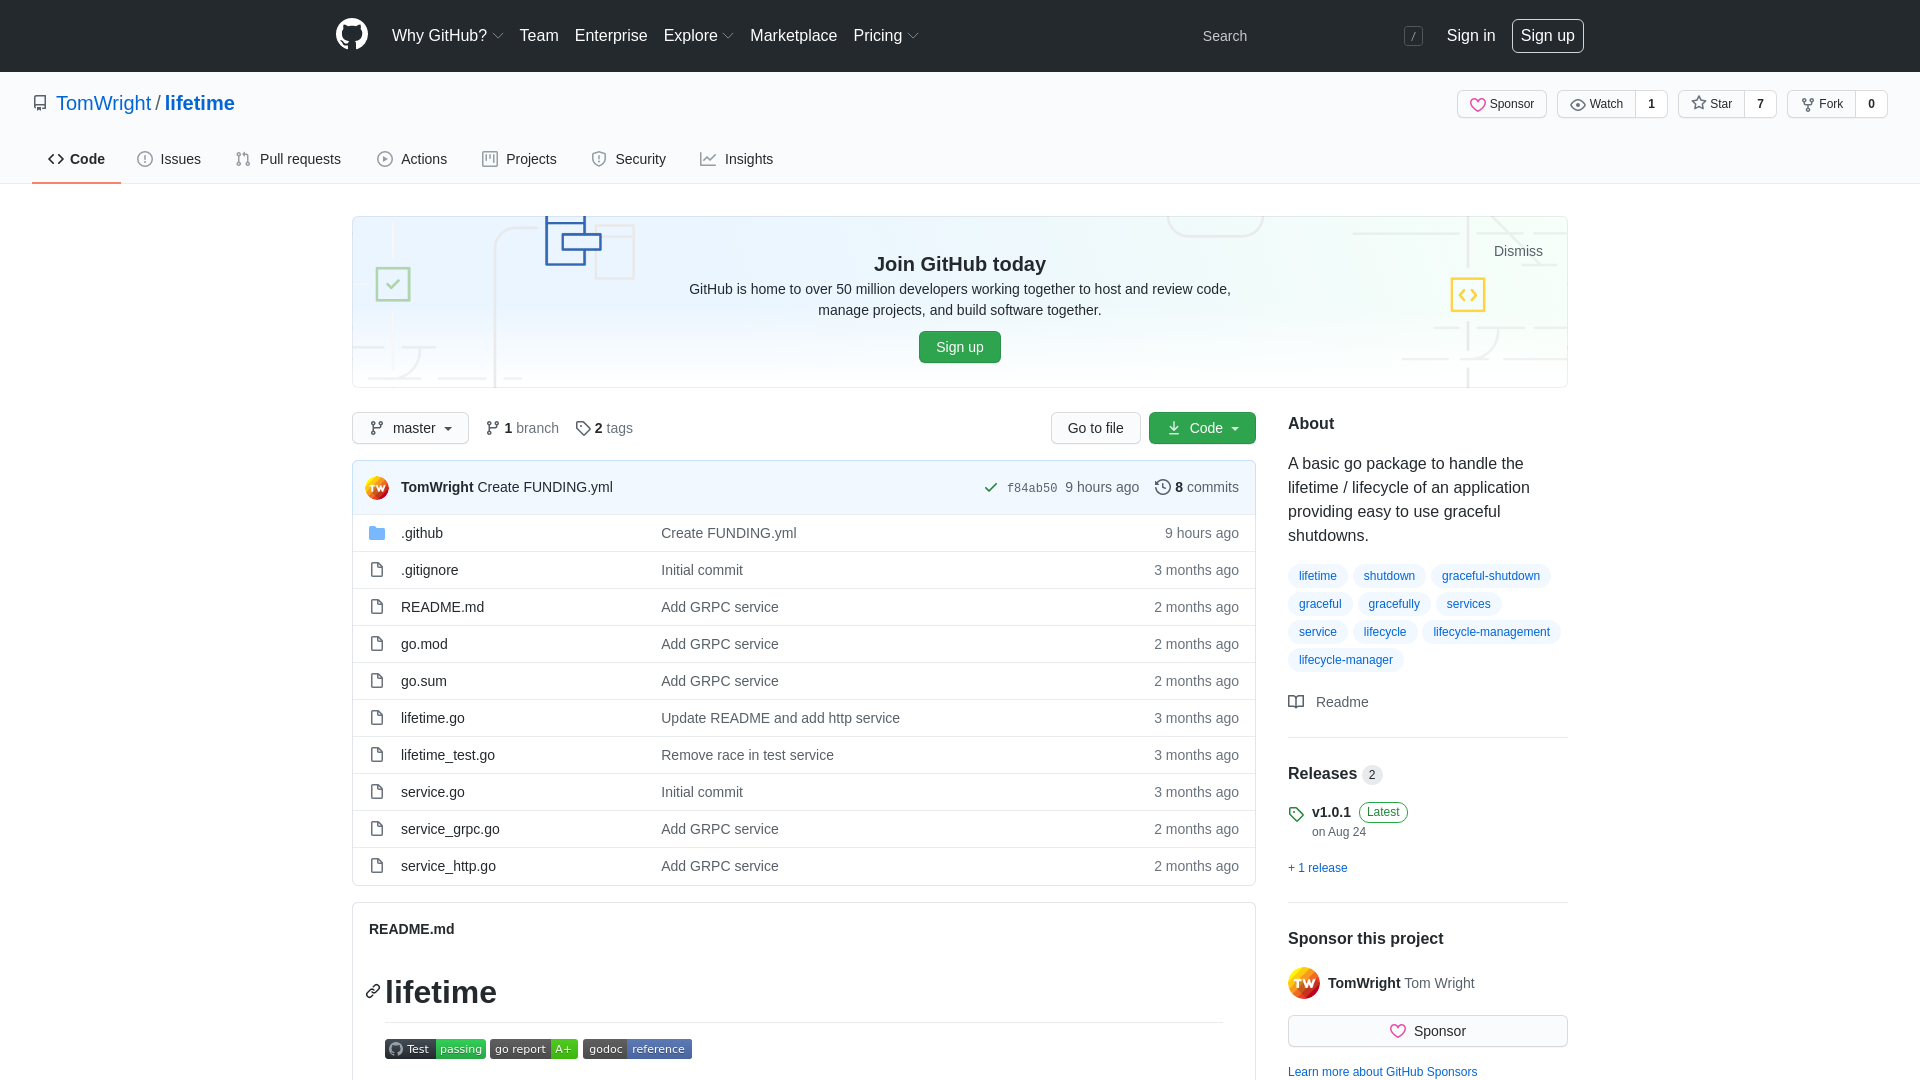 Why GitHub? Team Enterprise Explore Marketplace Pricing Search / Sign in Sign up
TomWright / lifetime
Sponsor Watch 1 Star 7 Fork 0
Code Issues Pull requests Actions Projects Security Insights
Dismiss
Join GitHub today
GitHub is home to over 50 million developers working together to host and review code,
manage projects, and build software together.
Sign up
master 1 branch 2 tags Go to file Code
TomWright Create FUNDING.yml f84ab50 9 hours ago 8 commits
.github Create FUNDING.yml 9 hours ago
.gitignore Initial commit 3 months ago
README.md Add GRPC service 2 months ago
go.mod Add GRPC service 2 months ago
go.sum Add GRPC service 2 months ago
lifetime.go Update README and add http service 3 months ago
lifetime_test.go Remove race in test service 3 months ago
service.go Initial commit 3 months ago
service_grpc.go Add GRPC service 2 months ago
service_http.go Add GRPC service 2 months ago
README.md
lifetime
Test passing go report A+ godoc reference
About
A basic go package to handle the
lifetime / lifecycle of an application
providing easy to use graceful
shutdowns.
lifetime shutdown graceful-shutdown
graceful gracefully services
service lifecycle lifecycle-management
lifecycle-manager
Readme
Releases 2
v1.0.1 Latest
on Aug 24
+ 1 release
Sponsor this project
TW TomWright Tom Wright
Sponsor
Learn more about GitHub Sponsors